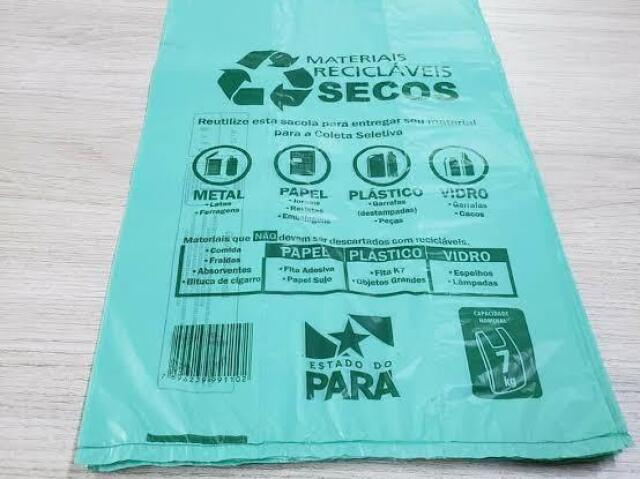 MATERIAIS
RECICLÁVEIS
SECOS
Reutilize esta sacola para entregar seu material
para a Coleta Seletiva
METAL
• Latas
• Ferragens
PAPEL
• Jornais
• Revistas
• Embalagens
PLÁSTICO
• Garrafas
(destampadas)
• Peças
VIDRO
• Garrafas
• Cacos
Materiais que NÃO devem ser descartados com recicláveis.
• Comida
• Fraldas
• Absorventes
• Bituca de cigarro
PAPEL
• Fita Adesiva
• Papel Sujo
PLÁSTICO
• Fita K7
• Objetos Grandes
VIDRO
• Espelhos
• Lâmpadas
ESTADO DO
PARÁ
CAPACIDADE
NOMINAL
7
kg